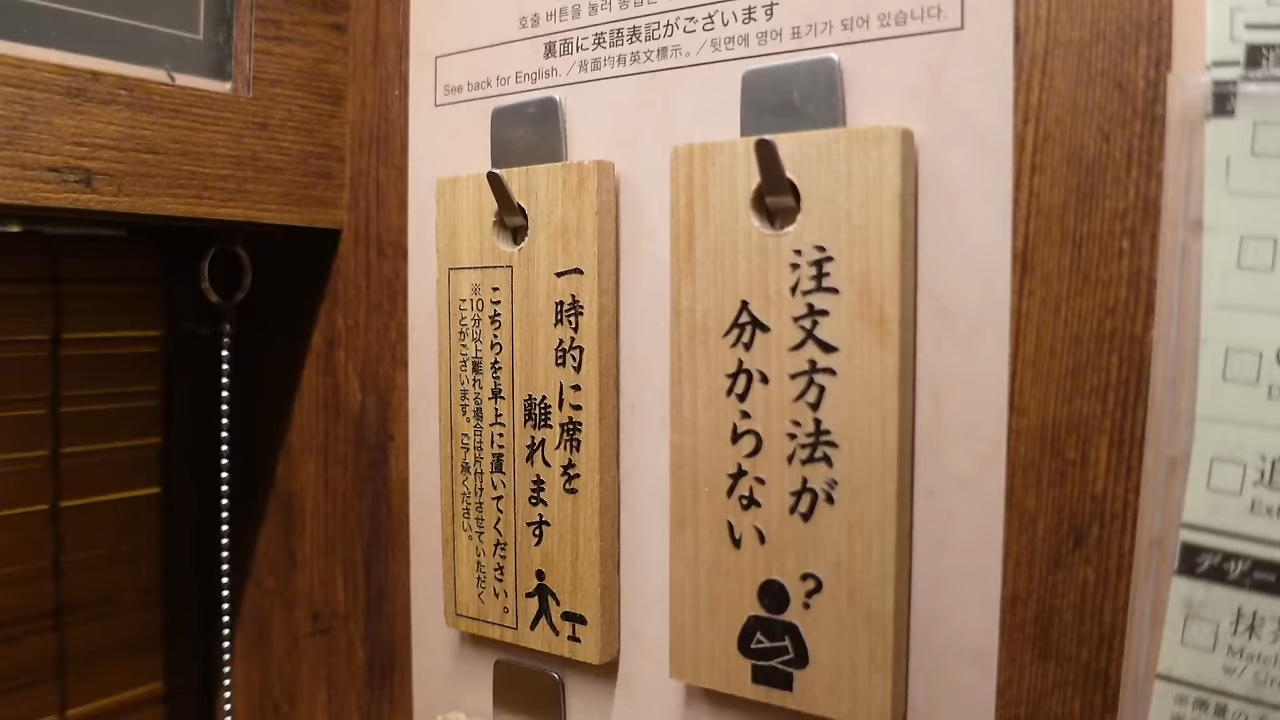 호출 버튼을 눌러
裏面に英語表記がございます
See back for English.／背面均有英文標示。／뒷면에 영어 표기가 되어 있습니다.
一時的に席を
離れます
こちらを卓上に置いてください。
※10分以上離れる場合は片付けさせていただく
ことがございます。ご了承ください。
注文方法が
分からない
?
デザー
抹
Matc
w/